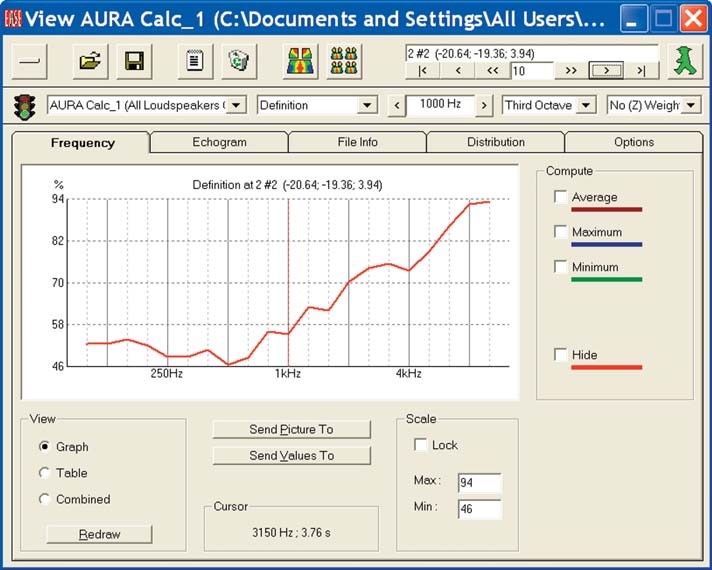 EASE View AURA Calc_1 (C:\Documents and Settings\All Users\...
2 #2 (-20.64; -19.36; 3.94)
|< < << 10 >> > >|
AURA Calc_1 (All Loudspeakers ( Definition < 1000 Hz > Third Octave No (Z) Weigh
Frequency Echogram File Info Distribution Options
% Definition at 2 #2 (-20.64; -19.36; 3.94)
94
82
70
58
46
250Hz 1kHz 4kHz
Compute
Average
Maximum
Minimum
Hide
View
Graph
Table
Combined
Redraw
Send Picture To
Send Values To
Cursor
3150 Hz ; 3.76 s
Scale
Lock
Max : 94
Min : 46